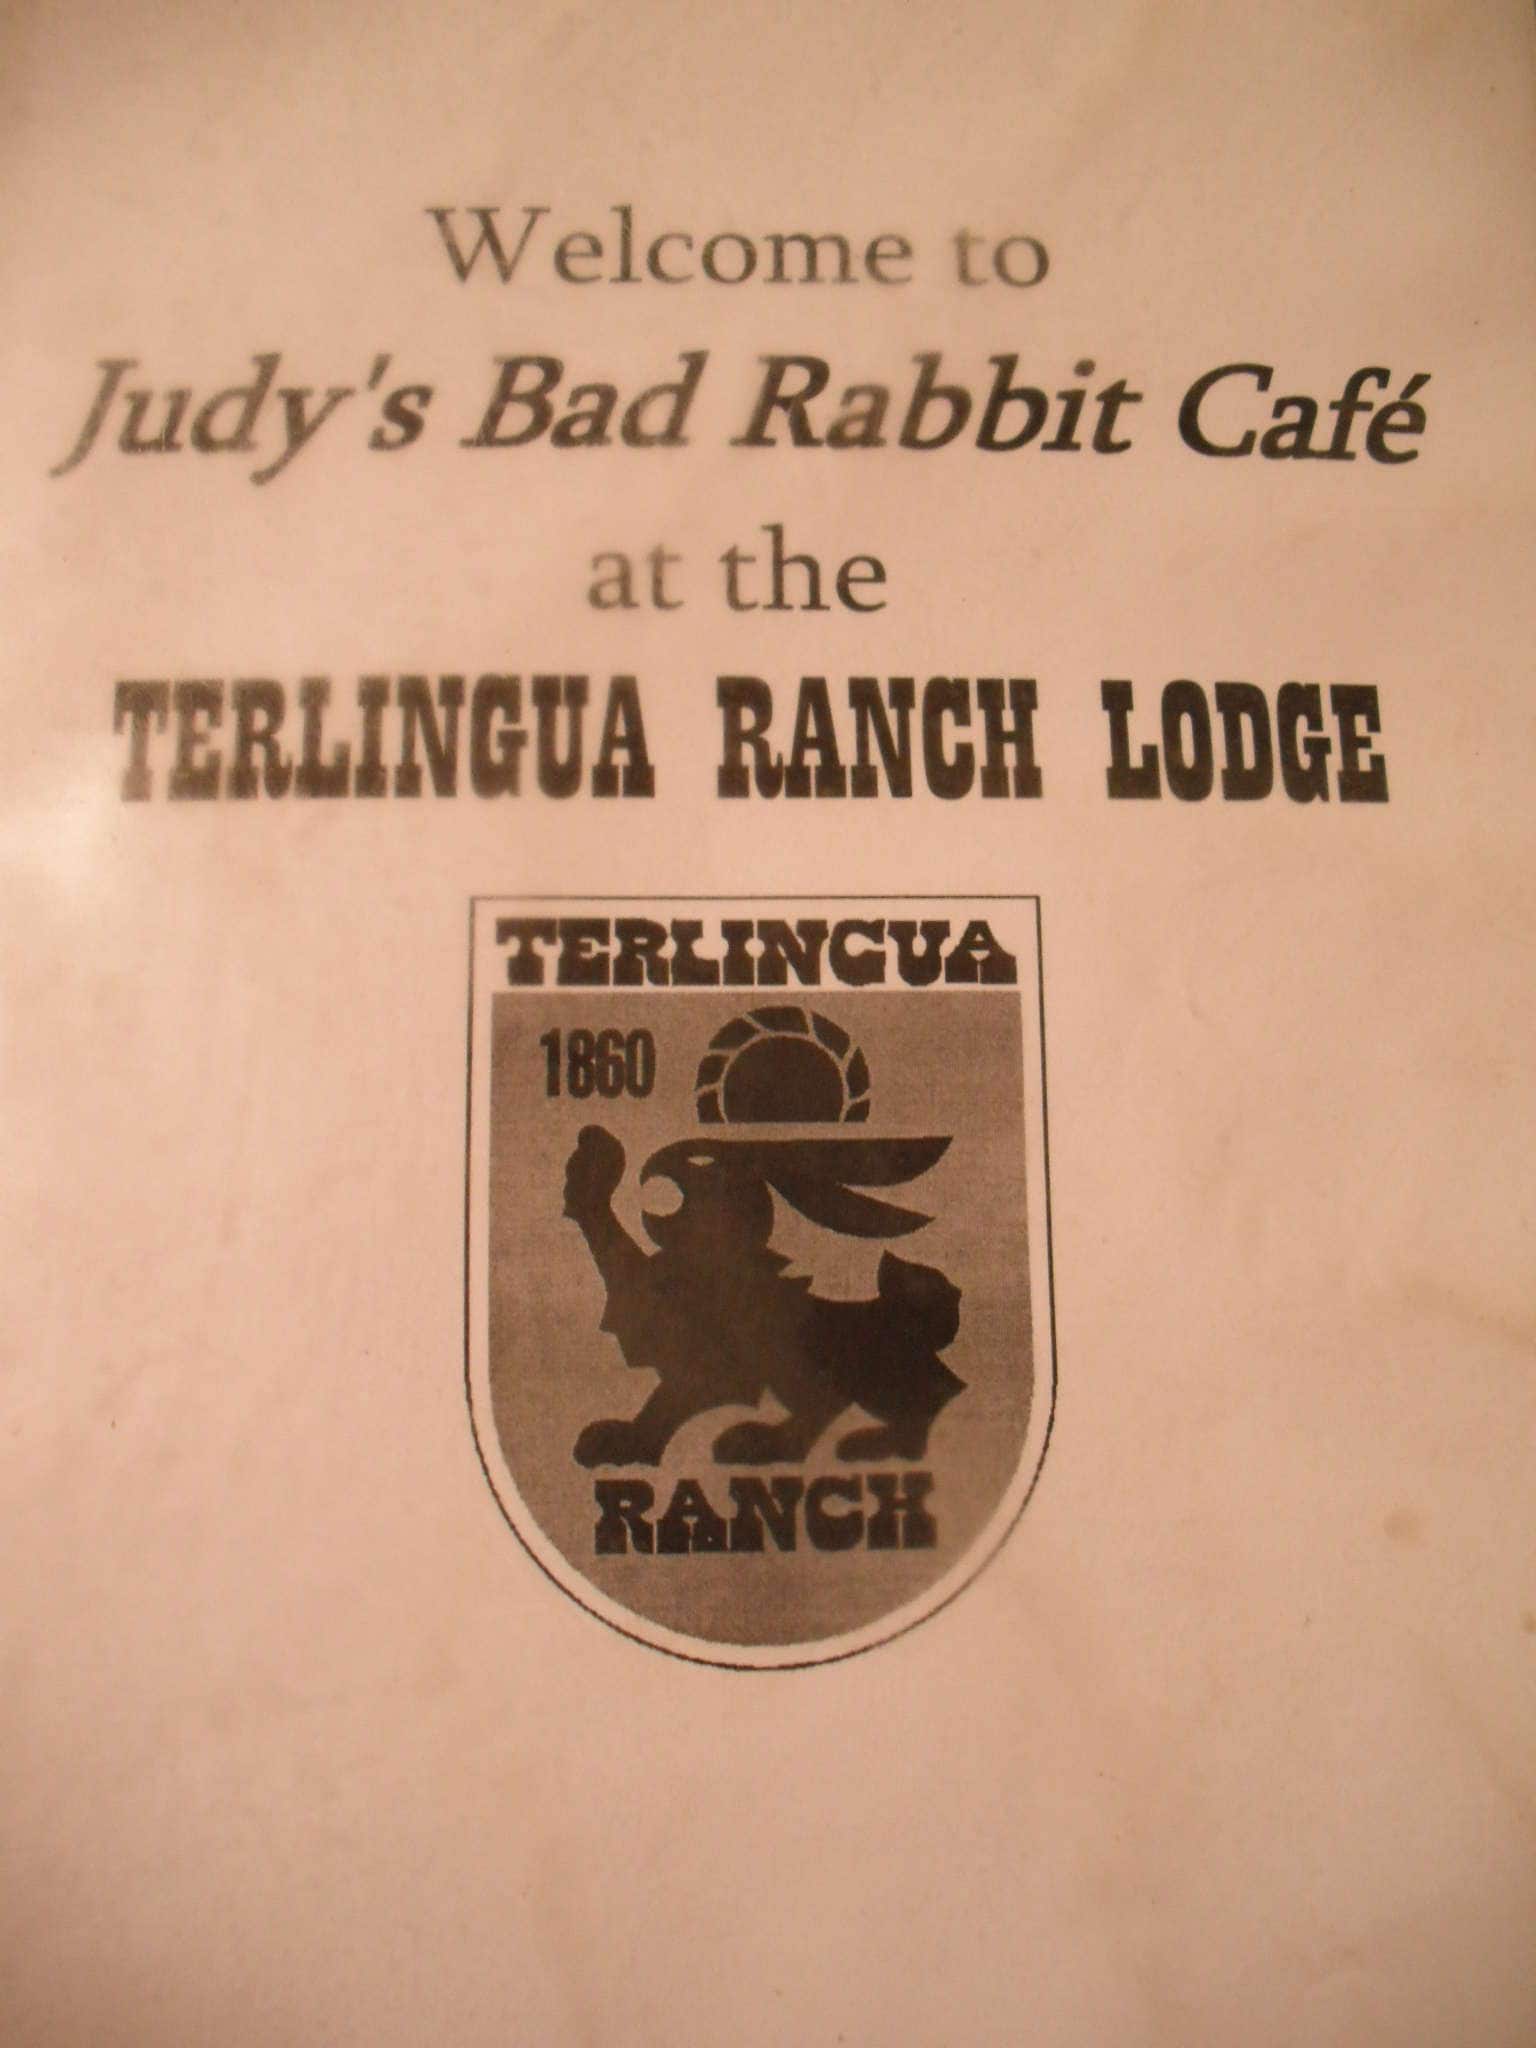 Welcome to
Judy's Bad Rabbit Café
at the
TERLINGUA RANCH LODGE
TERLINGUA
1860
RANCH